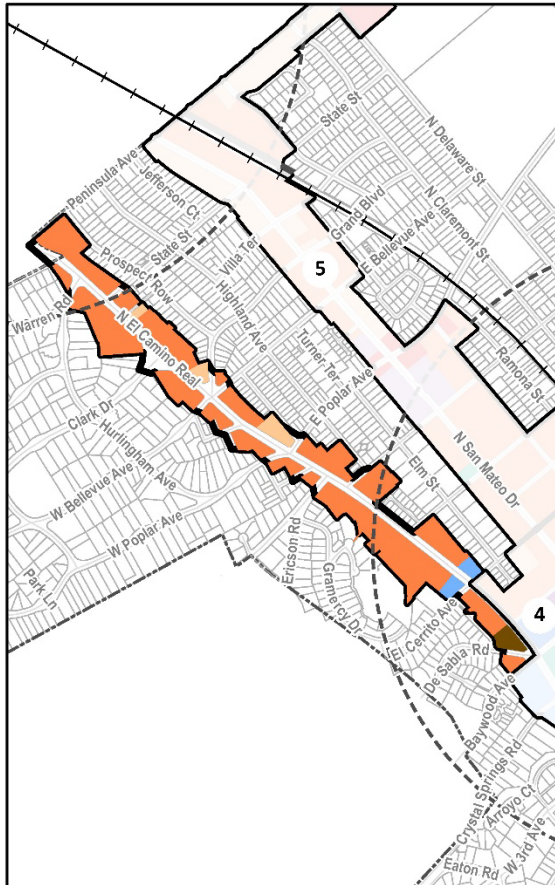 Peninsula Ave
State St
N Delaware St
Jefferson Ct
State St
Grand Blvd
N Claremont St
E Bellevue Ave
Prospect Row
Villa Ter
5
Warren Rd
N El Camino Real
Highland Ave
Turner Ter
Ramona St
E Poplar Ave
Clark Dr
Hurlingham Ave
N San Mateo Dr
W Bellevue Ave
Elm St
W Poplar Ave
Ericson Rd
Park Ln
Gramercy Dr
4
El Cerrito Ave
De Sabla Rd
Baywood Ave
Crystal Springs Rd
Arroyo Ct
W 3rd Ave
Eaton Rd